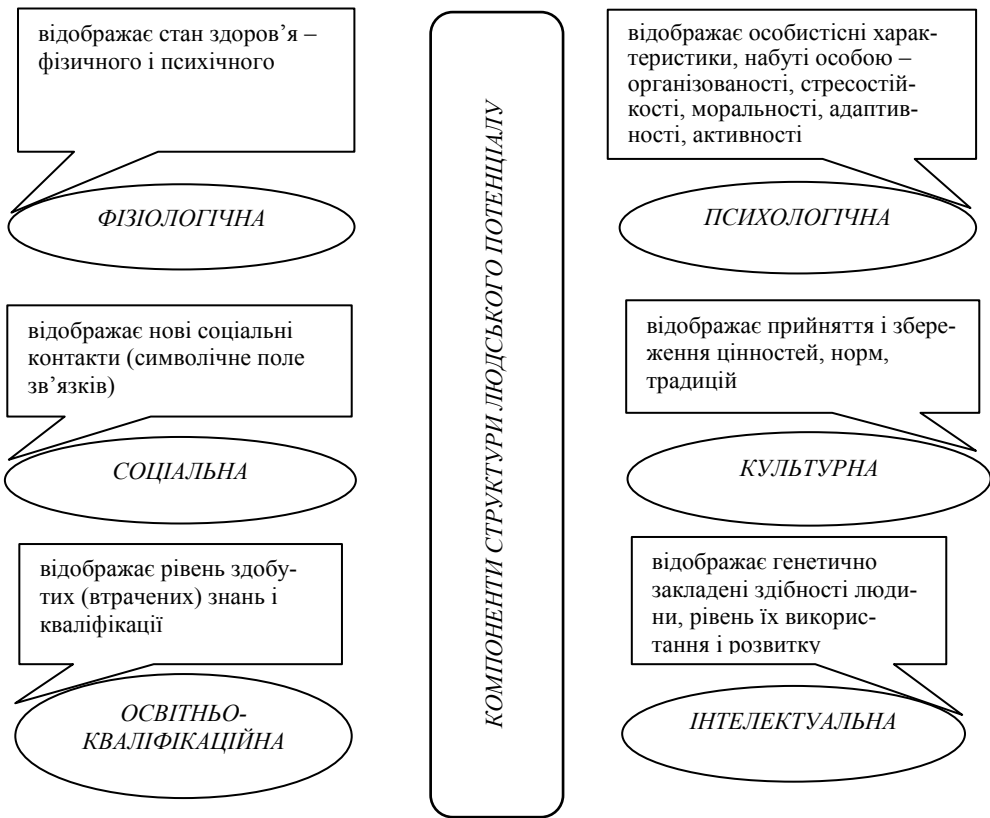 відображає стан здоров’я –
фізичного і психічного
ФІЗІОЛОГІЧНА
відображає нові соціальні
контакти (символічне поле
зв’язків)
СОЦІАЛЬНА
відображає рівень здобу-
тих (втрачених) знань і
кваліфікації
ОСВІТНЬО-
КВАЛІФІКАЦІЙНА
КОМПОНЕНТИ СТРУКТУРИ ЛЮДСЬКОГО ПОТЕНЦІАЛУ
відображає особистісні харак-
теристики, набуті особою –
організованості, стресостій-
кості, моральності, адаптив-
ності, активності
ПСИХОЛОГІЧНА
відображає прийняття і збере-
ження цінностей, норм,
традицій
КУЛЬТУРНА
відображає генетично
закладені здібності люди-
ни, рівень їх викорис-
тання і розвитку
ІНТЕЛЕКТУАЛЬНА